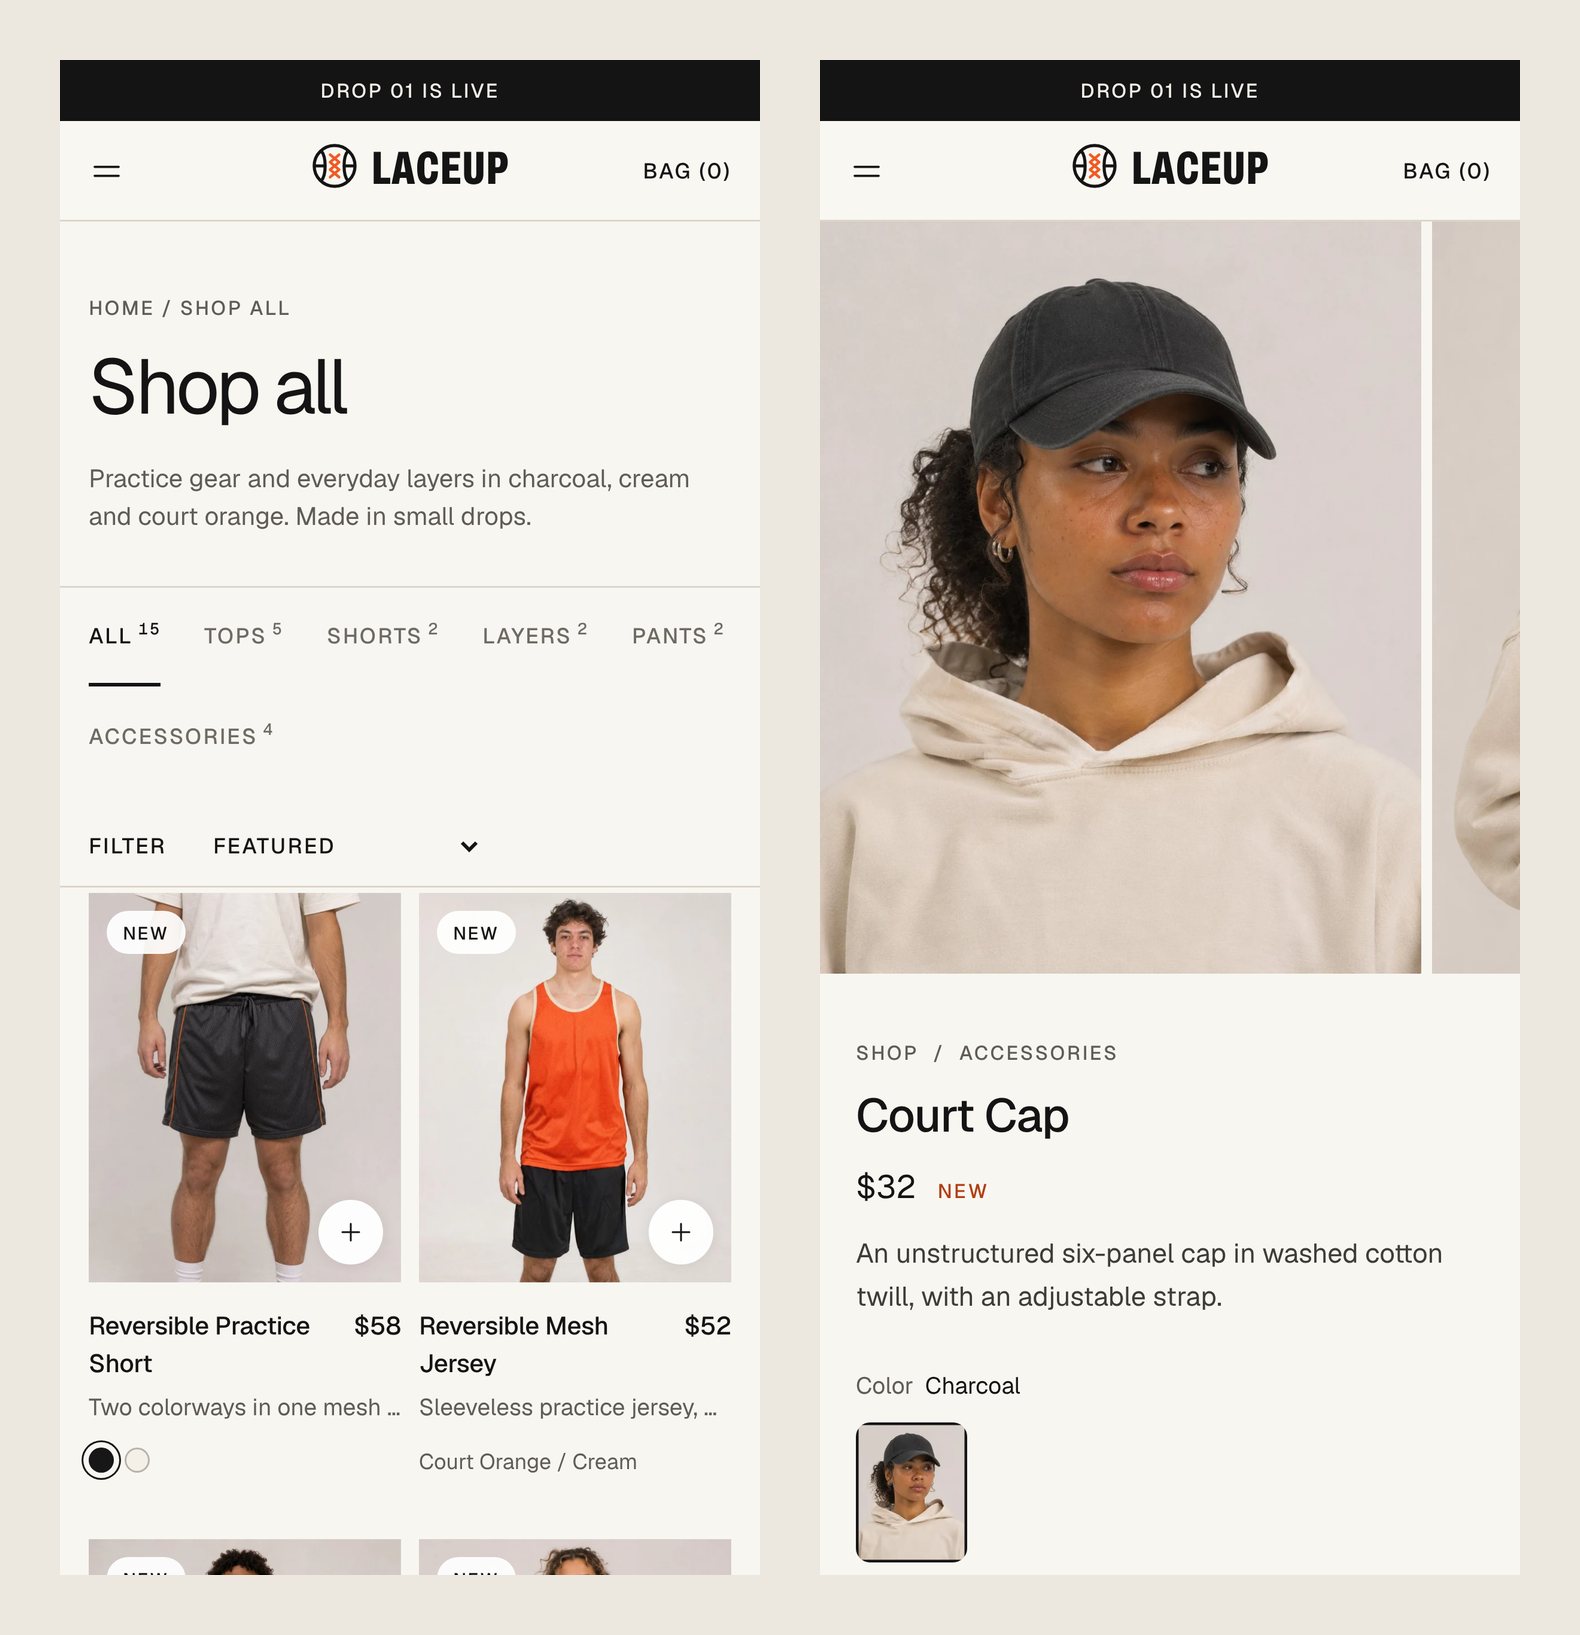 DROP 01 IS LIVE
LACEUP
BAG (0)
HOME / SHOP ALL
Shop all
Practice gear and everyday layers in charcoal, cream
and court orange. Made in small drops.
ALL 15
TOPS 5
SHORTS 2
LAYERS 2
PANTS 2
ACCESSORIES 4
FILTER
FEATURED
NEW
NEW
Reversible Practice
Short
$58
Two colorways in one mesh ...
Reversible Mesh
Jersey
$52
Sleeveless practice jersey, ...
Court Orange / Cream
NEW
NEW
DROP 01 IS LIVE
LACEUP
BAG (0)
SHOP / ACCESSORIES
Court Cap
$32 NEW
An unstructured six-panel cap in washed cotton
twill, with an adjustable strap.
Color Charcoal